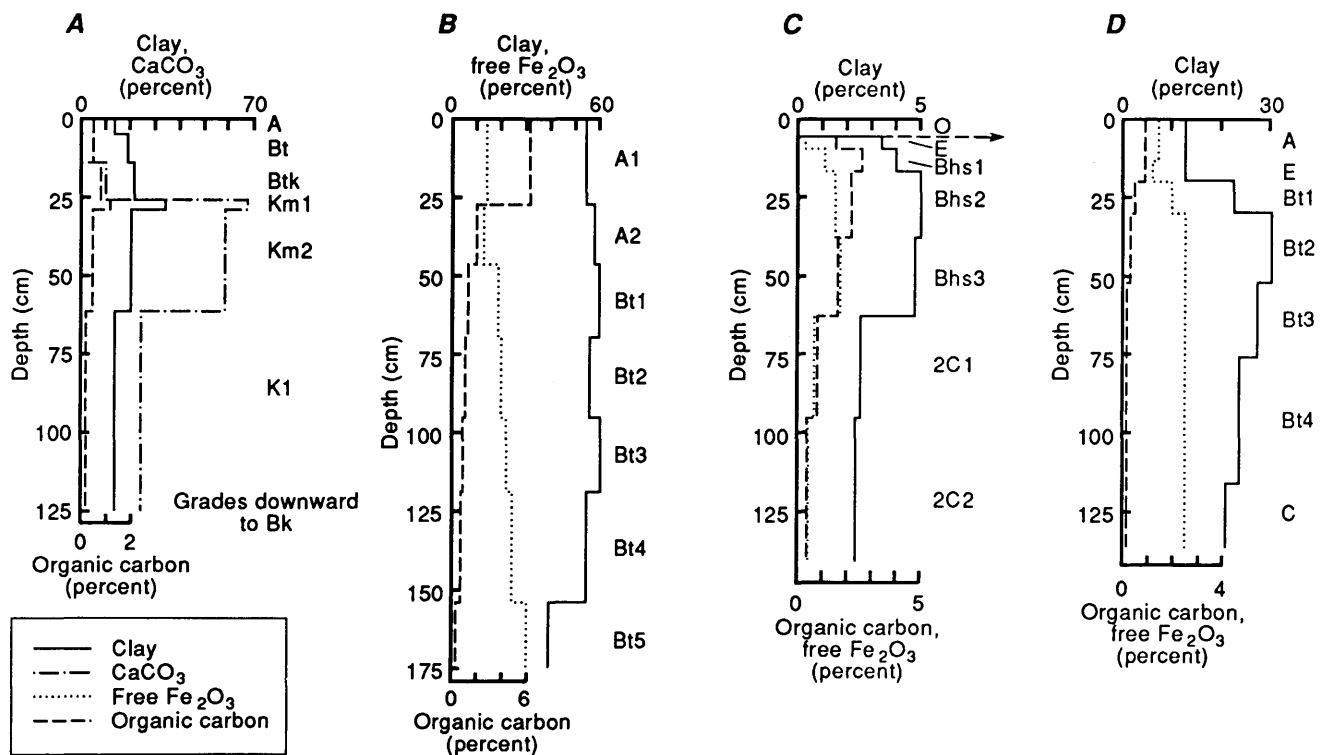 A
Clay,
CaCO3
(percent)
0 70
0
25
50
75
100
125
Depth (cm)
A
Bt
Btk
Km1
Km2
K1
Grades downward
to Bk
0 2
Organic carbon
(percent)
Clay
CaCO3
Free Fe2O3
Organic carbon
B
Clay,
free Fe2O3
(percent)
0 60
0
25
50
75
100
125
150
175
Depth (cm)
A1
A2
Bt1
Bt2
Bt3
Bt4
Bt5
0 6
Organic carbon
(percent)
C
Clay
(percent)
0 5
0
25
50
75
100
125
Depth (cm)
O
E
Bhs1
Bhs2
Bhs3
2C1
2C2
0 5
Organic carbon,
free Fe2O3
(percent)
D
Clay
(percent)
0 30
0
25
50
75
100
125
Depth (cm)
A
E
Bt1
Bt2
Bt3
Bt4
C
0 4
Organic carbon,
free Fe2O3
(percent)